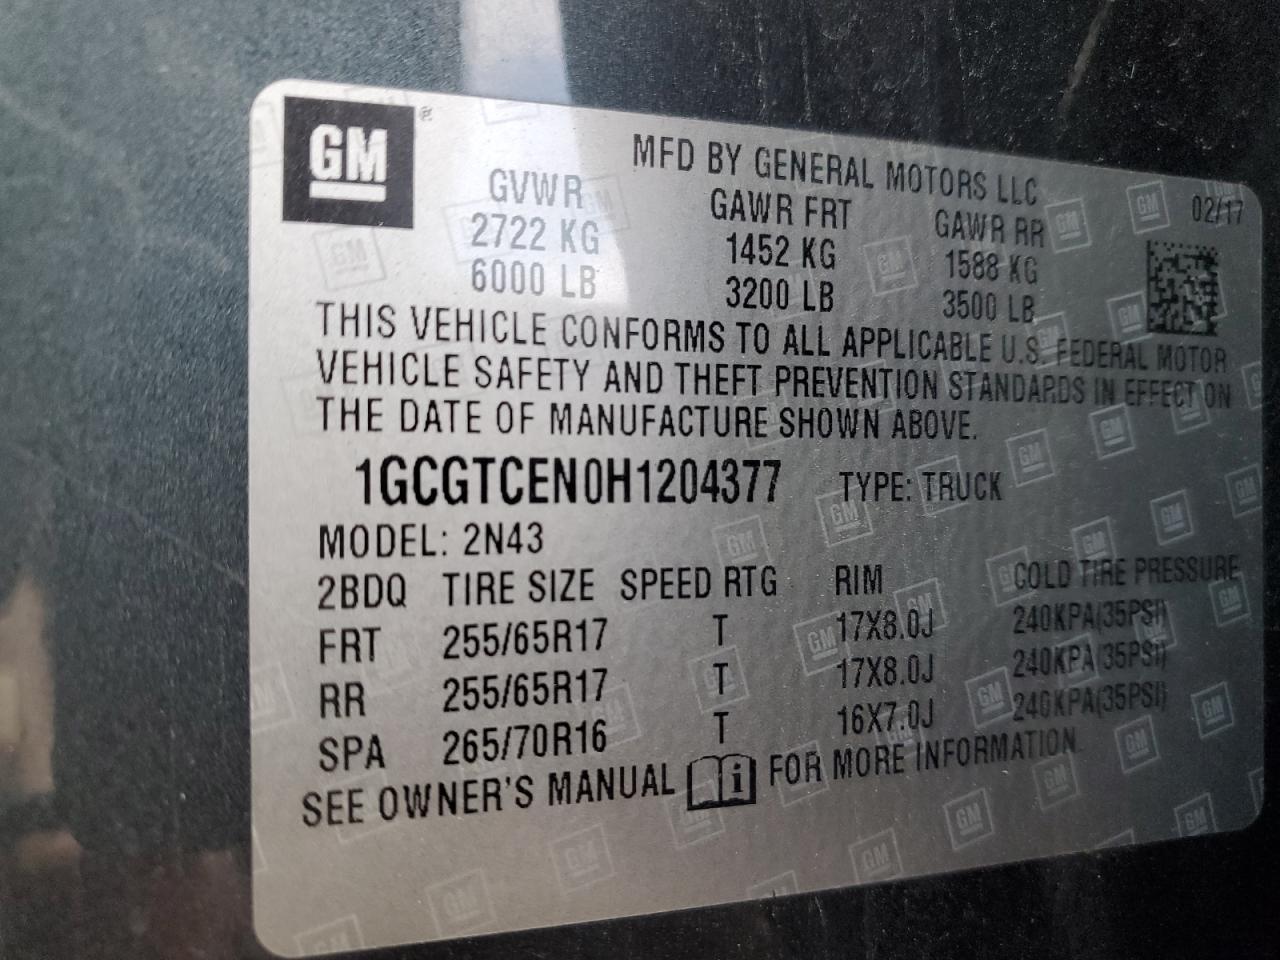 GM®
MFD BY GENERAL MOTORS LLC
02/17
GVWR GAWR FRT GAWR RR
2722 KG 1452 KG 1588 KG
6000 LB 3200 LB 3500 LB
THIS VEHICLE CONFORMS TO ALL APPLICABLE U.S. FEDERAL MOTOR
VEHICLE SAFETY AND THEFT PREVENTION STANDARDS IN EFFECT ON
THE DATE OF MANUFACTURE SHOWN ABOVE.
1GCGTCEN0H1204377 TYPE: TRUCK
MODEL: 2N43
2BDQ TIRE SIZE SPEED RTG RIM COLD TIRE PRESSURE
FRT 255/65R17 T 17X8.0J 240KPA(35PSI)
RR 255/65R17 T 17X8.0J 240KPA(35PSI)
SPA 265/70R16 T 16X7.0J 240KPA(35PSI)
SEE OWNER'S MANUAL i FOR MORE INFORMATION.